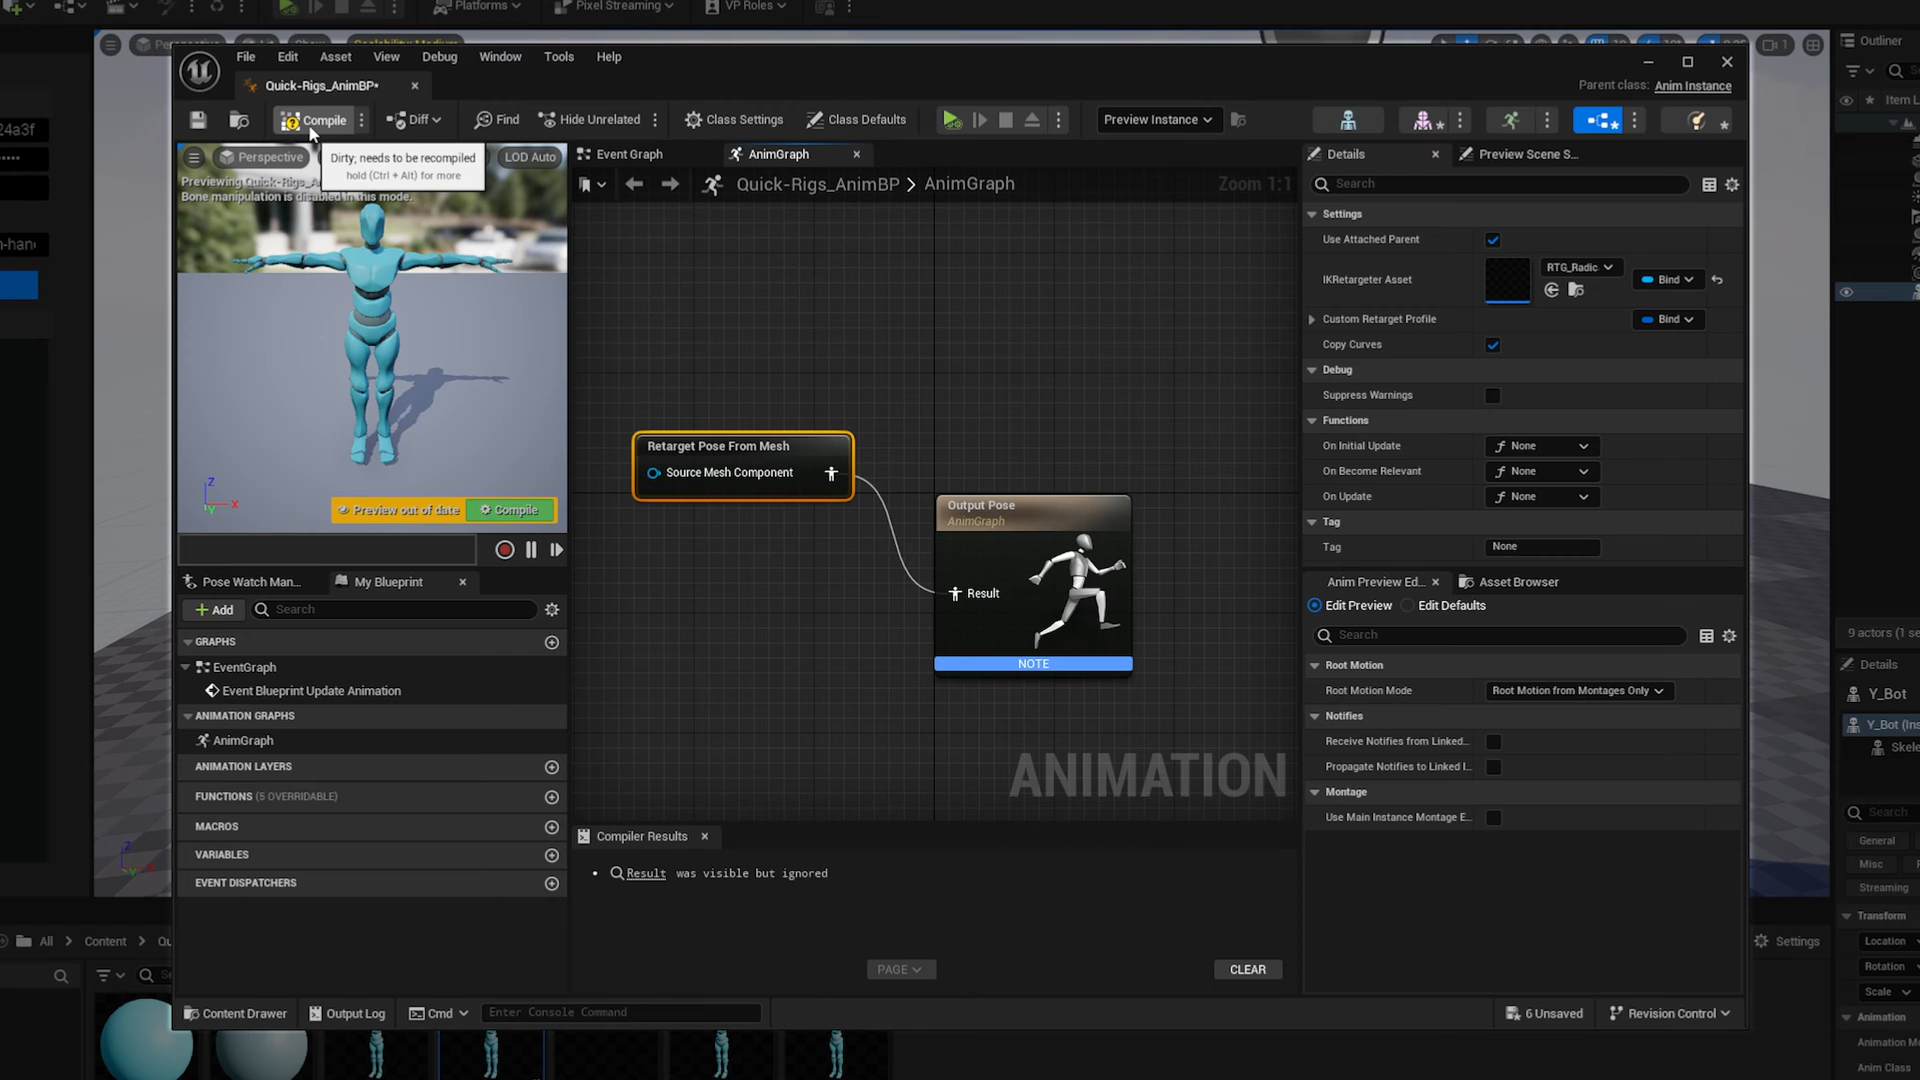 Platforms
Pixel Streaming
VP Roles
Perspective
Lit
Show
Scalability: Medium
File
Edit
Asset
View
Debug
Window
Tools
Help
Outliner
Quick-Rigs_AnimBP*
Parent class: Anim Instance
Item L
Compile
Diff
Find
Hide Unrelated
Class Settings
Class Defaults
Preview Instance
24a3f
Dirty; needs to be recompiled
hold (Ctrl + Alt) for more
Perspective
LOD Auto
Previewing Quick-Rigs_A
Bone manipulation is disabled in this mode.
Z
X
Y
Preview out of date
Compile
Event Graph
AnimGraph
Quick-Rigs_AnimBP > AnimGraph
Zoom 1:1
Retarget Pose From Mesh
Source Mesh Component
Output Pose
AnimGraph
Result
NOTE
ANIMATION
Details
Preview Scene S...
Search
Settings
Use Attached Parent
IKRetargeter Asset
RTG_Radic
Bind
Custom Retarget Profile
Bind
Copy Curves
Debug
Suppress Warnings
Functions
On Initial Update
None
On Become Relevant
None
On Update
None
Tag
Tag
None
Pose Watch Man...
My Blueprint
Add
Search
GRAPHS
EventGraph
Event Blueprint Update Animation
ANIMATION GRAPHS
AnimGraph
ANIMATION LAYERS
FUNCTIONS (5 OVERRIDABLE)
MACROS
VARIABLES
EVENT DISPATCHERS
Anim Preview Ed...
Asset Browser
Edit Preview
Edit Defaults
Search
Root Motion
Root Motion Mode
Root Motion from Montages Only
Notifies
Receive Notifies from Linked...
Propagate Notifies to Linked I...
Montage
Use Main Instance Montage E...
Compiler Results
Result was visible but ignored
PAGE
CLEAR
9 actors (1 se
Details
Y_Bot
Y_Bot (Ins
Skele
Search
General
Misc
Streaming
Transform
Location
Rotation
Scale
Animation
Animation Mo
Anim Class
All
Content
Qu
Settings
Content Drawer
Output Log
Cmd
Enter Console Command
6 Unsaved
Revision Control